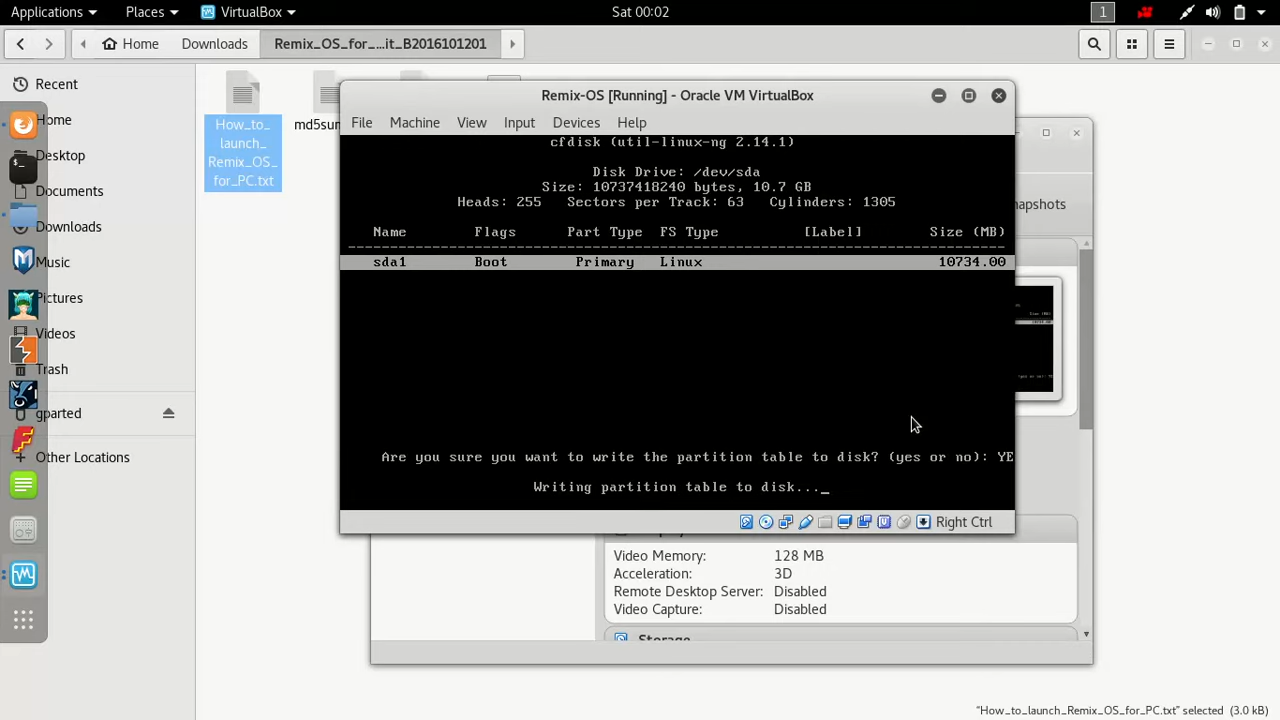 Applications
Places
VirtualBox
Sat 00:02
1
Home
Downloads
Remix_OS_for_...it_B2016101201
Recent
Home
Desktop
Documents
Downloads
Music
Pictures
Videos
Trash
gparted
Other Locations
How_to_
launch_
Remix_OS_
for_PC.txt
Remix-OS [Running] - Oracle VM VirtualBox
File Machine View Input Devices Help
cfdisk (util-linux-ng 2.14.1)
Disk Drive: /dev/sda
Size: 10737418240 bytes, 10.7 GB
Heads: 255 Sectors per Track: 63 Cylinders: 1305
Name Flags Part Type FS Type [Label] Size (MB)
sda1 Boot Primary Linux 10734.00
Are you sure you want to write the partition table to disk? (yes or no): YE
Writing partition table to disk..._
Right Ctrl
Video Memory: 128 MB
Acceleration: 3D
Remote Desktop Server: Disabled
Video Capture: Disabled
Storage
"How_to_launch_Remix_OS_for_PC.txt" selected (3.0 kB)